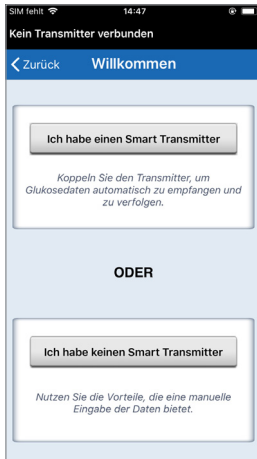 SIM fehlt 14:47
Kein Transmitter verbunden
Zurück Willkommen
Ich habe einen Smart Transmitter
Koppeln Sie den Transmitter, um
Glukosedaten automatisch zu empfangen und
zu verfolgen.
ODER
Ich habe keinen Smart Transmitter
Nutzen Sie die Vorteile, die eine manuelle
Eingabe der Daten bietet.